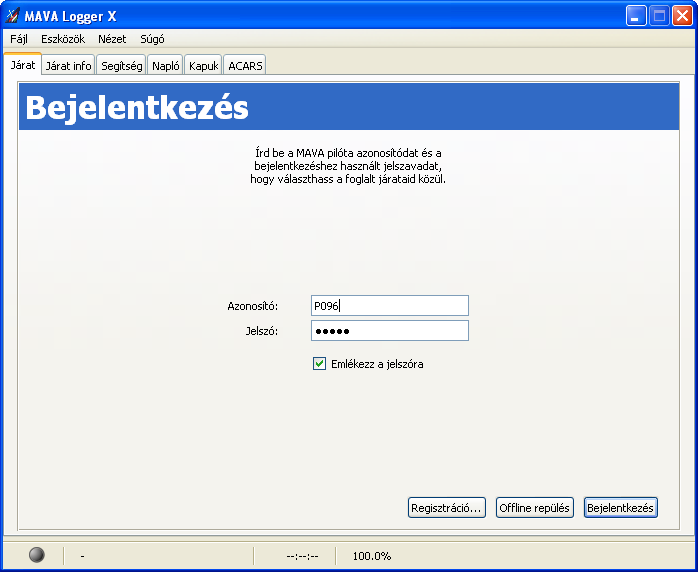 MAVA Logger X
Fájl Eszközök Nézet Súgó
Járat Járat info Segítség Napló Kapuk ACARS
Bejelentkezés
Írd be a MAVA pilóta azonosítódat és a
bejelentkezéshez használt jelszavadat,
hogy választhass a foglalt járataid közül.
Azonosító: P096
Jelszó: •••••
Emlékezz a jelszóra
Regisztráció... Offline repülés Bejelentkezés
- --:--:-- 100.0%